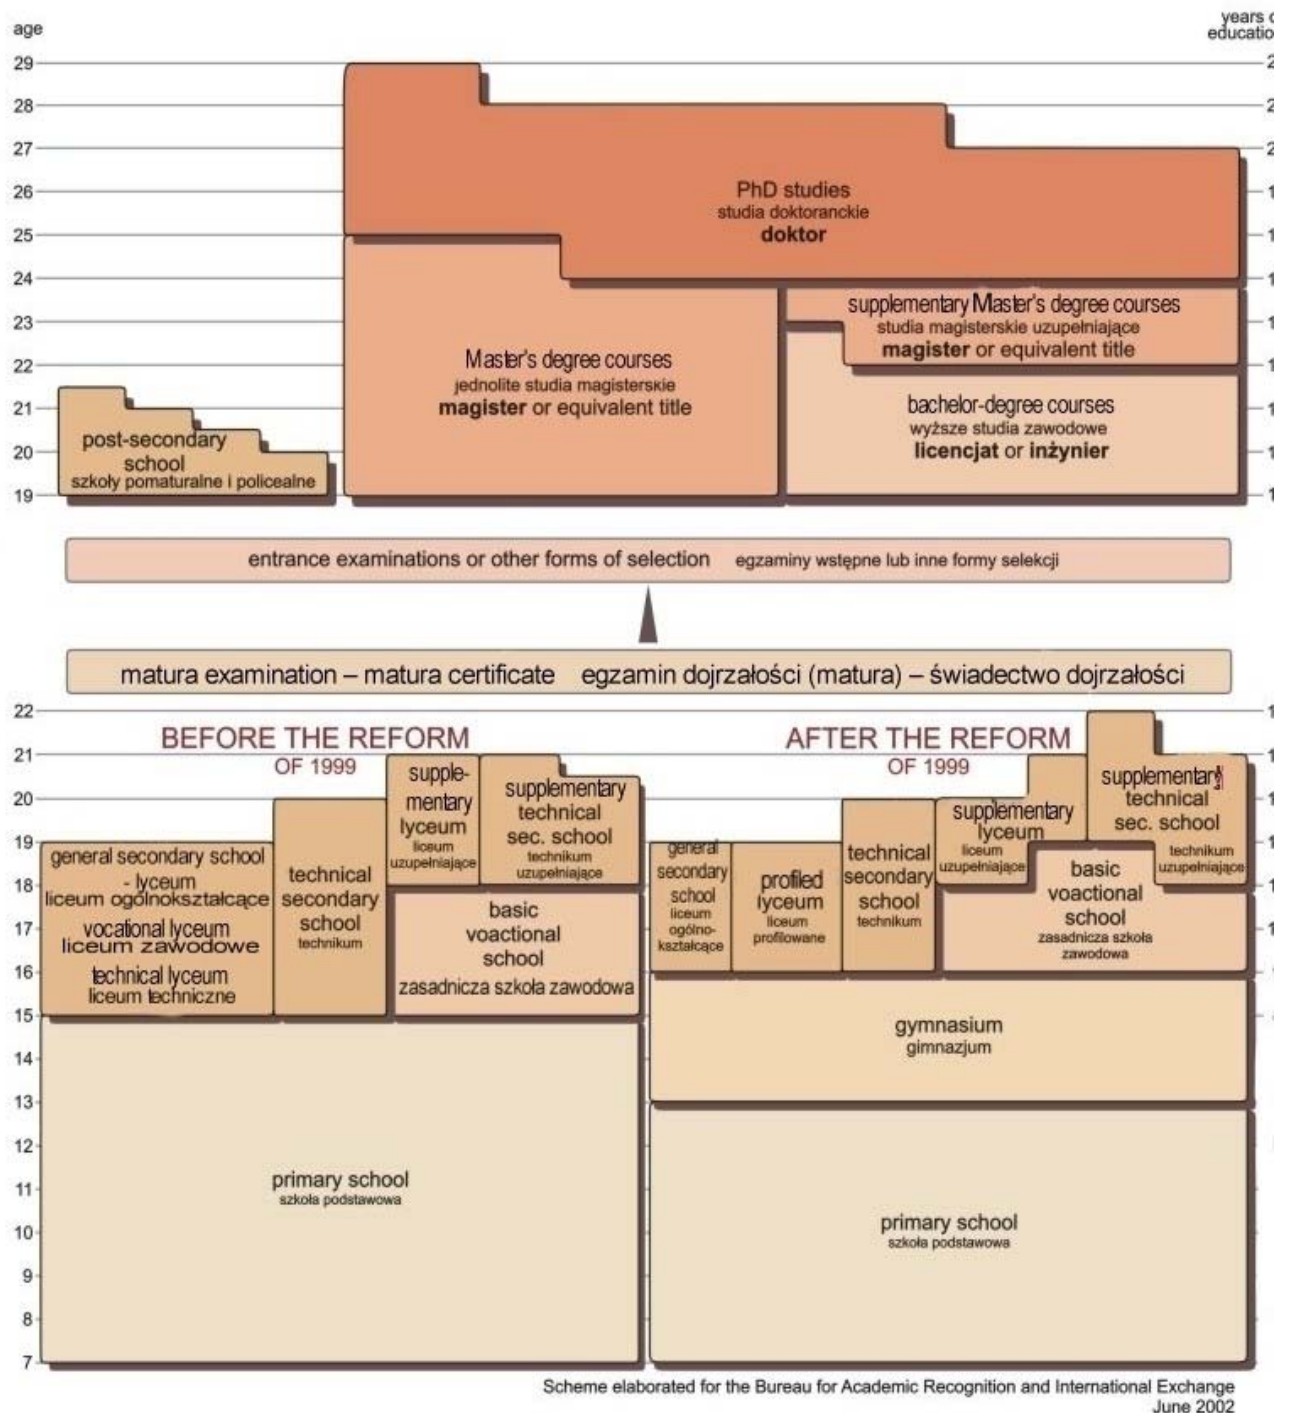 age
years
educatio
29
28
27
26
25
24
23
22
21
20
19
PhD studies
studia doktoranckie
doktor
supplementary Master's degree courses
studia magisterskie uzupełniające
magister or equivalent title
Master's degree courses
jednolite studia magisterskie
magister or equivalent title
bachelor-degree courses
wyższe studia zawodowe
licencjat or inżynier
post-secondary
school
szkoły pomaturalne i policealne
entrance examinations or other forms of selection egzaminy wstępne lub inne formy selekcji
matura examination – matura certificate egzamin dojrzałości (matura) – świadectwo dojrzałości
22
21
20
19
18
17
16
15
14
13
12
11
10
9
8
7
BEFORE THE REFORM
OF 1999
general secondary school
- lyceum
liceum ogólnokształcące
vocational lyceum
liceum zawodowe
technical lyceum
liceum techniczne
technical
secondary
school
technikum
supple-
mentary
lyceum
liceum
uzupełniające
supplementary
technical
sec. school
technikum
uzupełniające
basic
voactional
school
zasadnicza szkoła zawodowa
primary school
szkoła podstawowa
AFTER THE REFORM
OF 1999
general
secondary
school
liceum
ogólno-
kształcące
profiled
lyceum
liceum
profilowane
technical
secondary
school
technikum
supplementary
lyceum
liceum
uzupełniające
supplementary
technical
sec. school
technikum
uzupełniające
basic
voactional
school
zasadnicza szkoła
zawodowa
gymnasium
gimnazjum
primary school
szkoła podstawowa
Scheme elaborated for the Bureau for Academic Recognition and International Exchange
June 2002